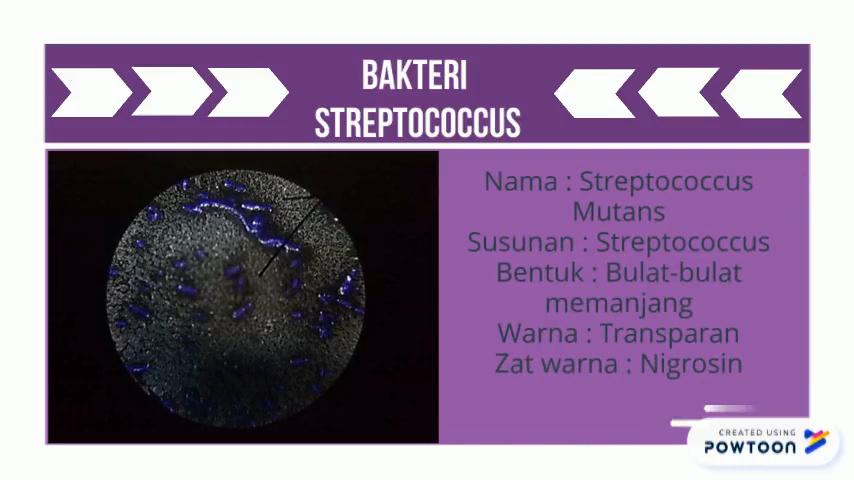 BAKTERI
STREPTOCOCCUS
Nama : Streptococcus
Mutans
Susunan : Streptococcus
Bentuk : Bulat-bulat
memanjang
Warna : Transparan
Zat warna : Nigrosin
CREATED USING
POWTOON